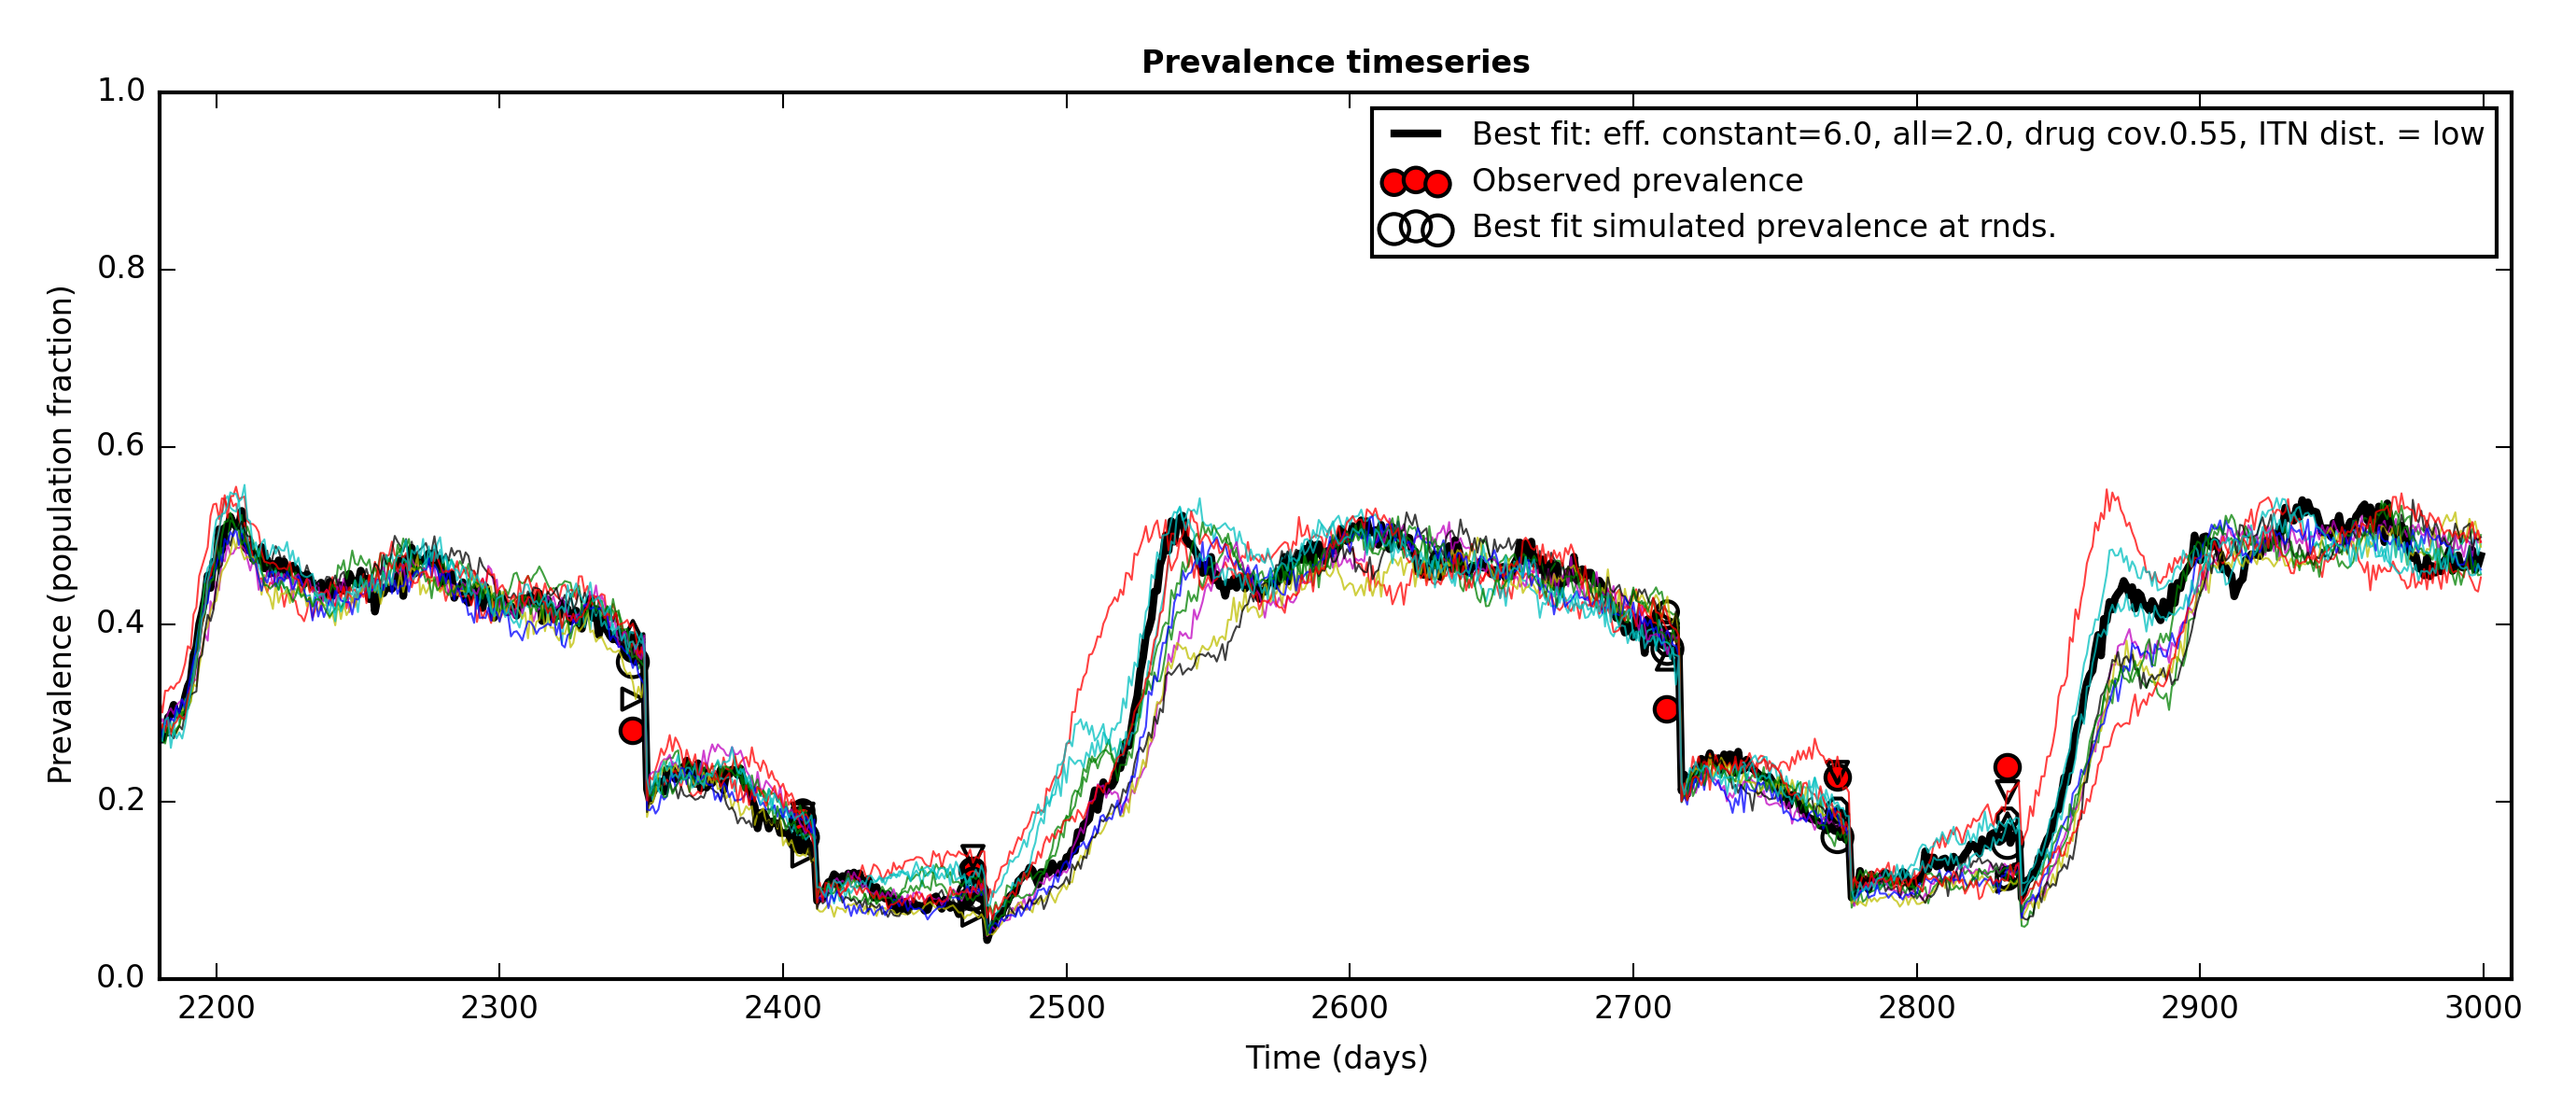 Prevalence timeseries
1.0
0.8
0.6
0.4
0.2
0.0
Prevalence (population fraction)
Best fit: eff. constant=6.0, all=2.0, drug cov.0.55, ITN dist. = low
Observed prevalence
Best fit simulated prevalence at rnds.
2200 2300 2400 2500 2600 2700 2800 2900 3000
Time (days)